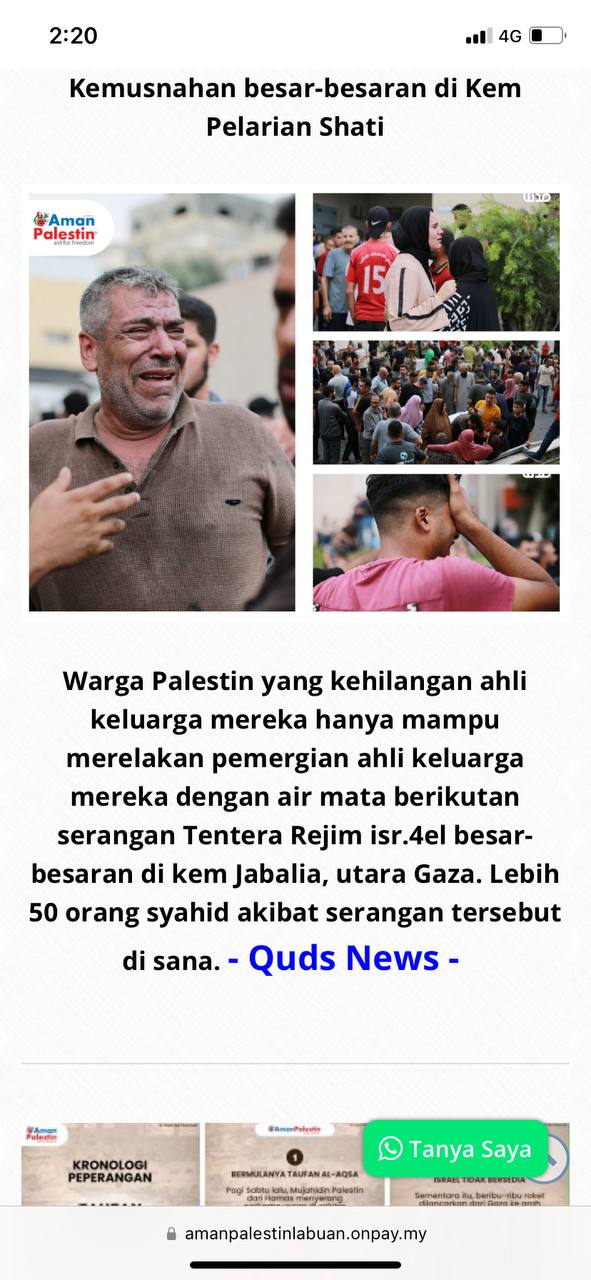 2:20
4G
Kemusnahan besar-besaran di Kem
Pelarian Shati
Aman
Palestin
aid for freedom
15
Warga Palestin yang kehilangan ahli
keluarga mereka hanya mampu
merelakan pemergian ahli keluarga
mereka dengan air mata berikutan
serangan Tentera Rejim isr.4el besar-
besaran di kem Jabalia, utara Gaza. Lebih
50 orang syahid akibat serangan tersebut
di sana. - Quds News -
Aman
Palestin
KRONOLOGI
PEPERANGAN
AmanPalestin
1
BERMULANYA TAUFAN AL-AQSA
Pagi Sabtu lalu, Mujahidin Palestin
dari Hamas menyerang
Tanya Saya
ISRAEL TIDAK BERSEDIA
Sementara itu, beribu-ribu roket
dilancarkan dari Gaza ke arah
amanpalestinlabuan.onpay.my